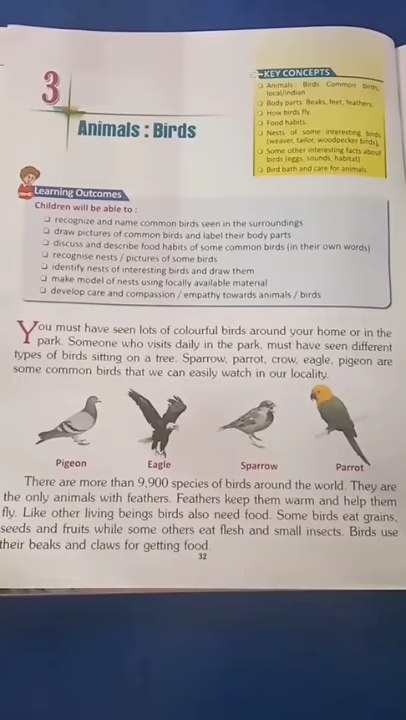 3
Animals : Birds
KEY CONCEPTS
❑ Animals : Birds Common birds,
local/indian
❑ Body parts: Beaks, feet, feathers
❑ How birds fly
❑ Food habits
❑ Nests of some interesting birds
(weaver, tailor, woodpecker birds),
❑ Some other interesting facts about
birds (eggs, sounds, habitat)
❑ Bird bath and care for animals
Learning Outcomes
Children will be able to :
❑ recognize and name common birds seen in the surroundings
❑ draw pictures of common birds and label their body parts
❑ discuss and describe food habits of some common birds (in their own words)
❑ recognise nests / pictures of some birds
❑ identify nests of interesting birds and draw them
❑ make model of nests using locally available material
❑ develop care and compassion / empathy towards animals / birds
You must have seen lots of colourful birds around your home or in the
park. Someone who visits daily in the park, must have seen different
types of birds sitting on a tree. Sparrow, parrot, crow, eagle, pigeon are
some common birds that we can easily watch in our locality.
Pigeon Eagle Sparrow Parrot
There are more than 9,900 species of birds around the world. They are
the only animals with feathers. Feathers keep them warm and help them
fly. Like other living beings birds also need food. Some birds eat grains,
seeds and fruits while some others eat flesh and small insects. Birds use
their beaks and claws for getting food.
32